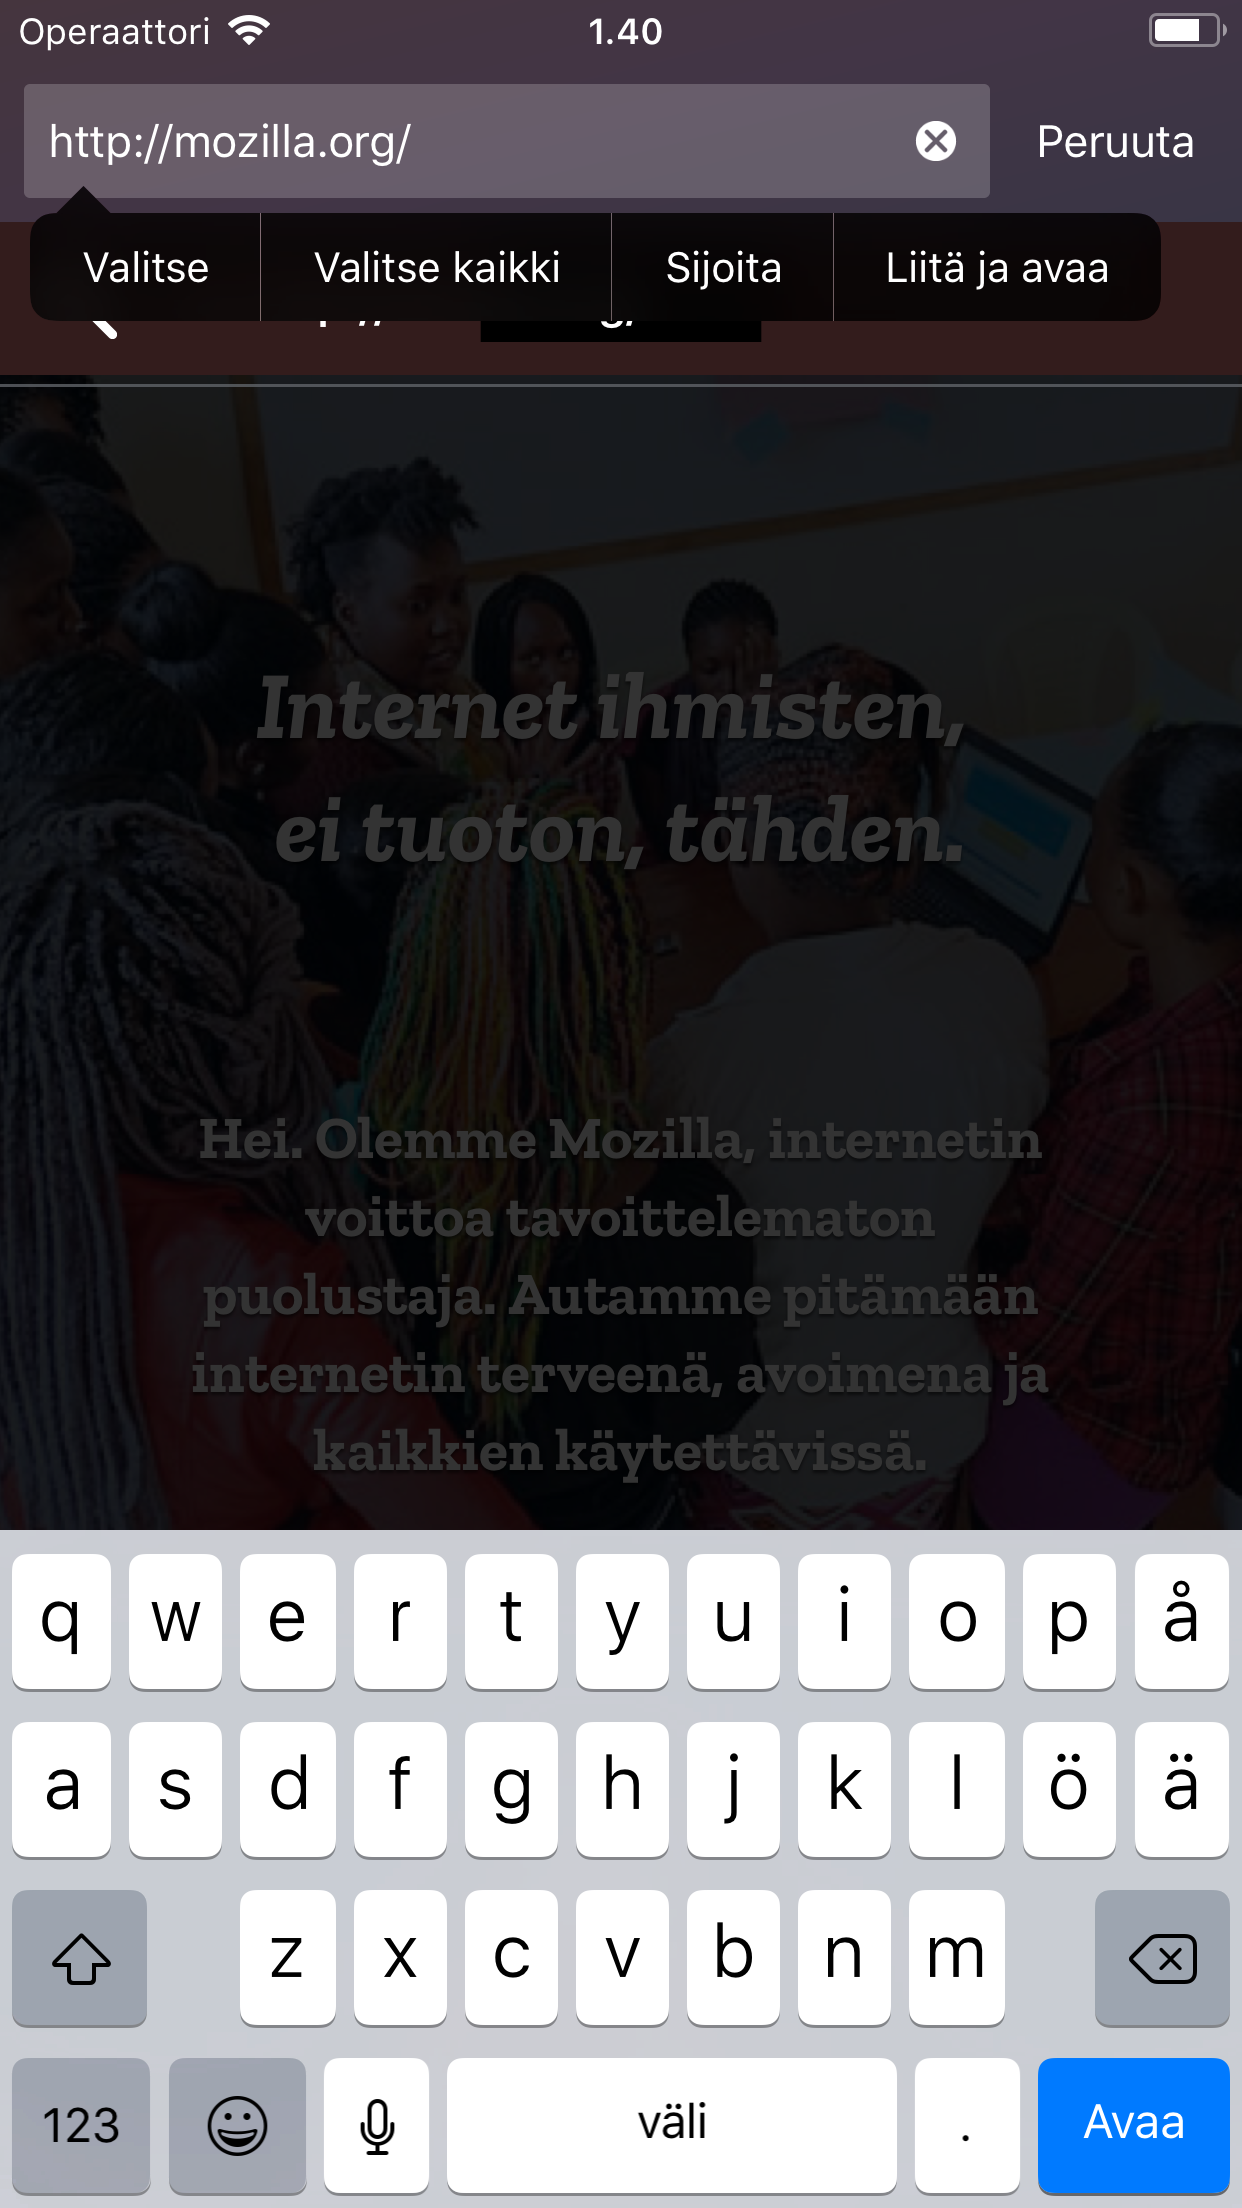 Operaattori 1.40
http://mozilla.org/ Peruuta
Valitse Valitse kaikki Sijoita Liitä ja avaa
Internet ihmisten,
ei tuoton, tähden.
Hei. Olemme Mozilla, internetin
voittoa tavoittelematon
puolustaja. Autamme pitämään
internetin terveenä, avoimena ja
kaikkien käytettävissä.
q w e r t y u i o p å
a s d f g h j k l ö ä
z x c v b n m
123 väli . Avaa